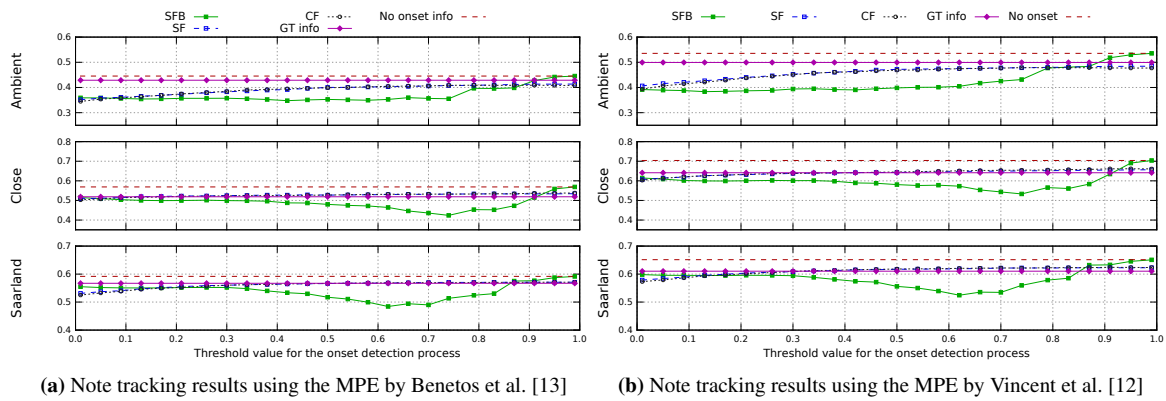 SFB
SF
CF
GT info
No onset info
0.6
0.5
0.4
0.3
Ambient
0.8
0.7
0.6
0.5
0.4
Close
0.7
0.6
0.5
0.4
Saarland
0.0 0.1 0.2 0.3 0.4 0.5 0.6 0.7 0.8 0.9 1.0
Threshold value for the onset detection process
(a) Note tracking results using the MPE by Benetos et al. [13]
SFB SF CF GT info No onset
0.6
0.5
0.4
0.3
Ambient
0.8
0.7
0.6
0.5
0.4
Close
0.7
0.6
0.5
0.4
Saarland
0.0 0.1 0.2 0.3 0.4 0.5 0.6 0.7 0.8 0.9 1.0
Threshold value for the onset detection process
(b) Note tracking results using the MPE by Vincent et al. [12]